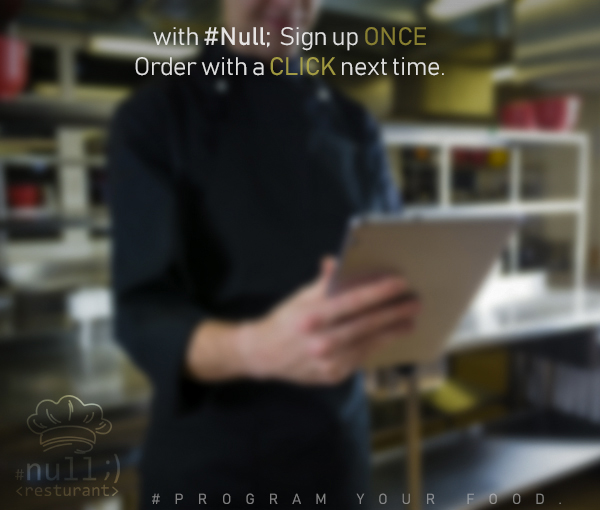 with #Null; Sign up ONCE
Order with a CLICK next time.
#null;)
<resturant>
# PROGRAM YOUR FOOD.